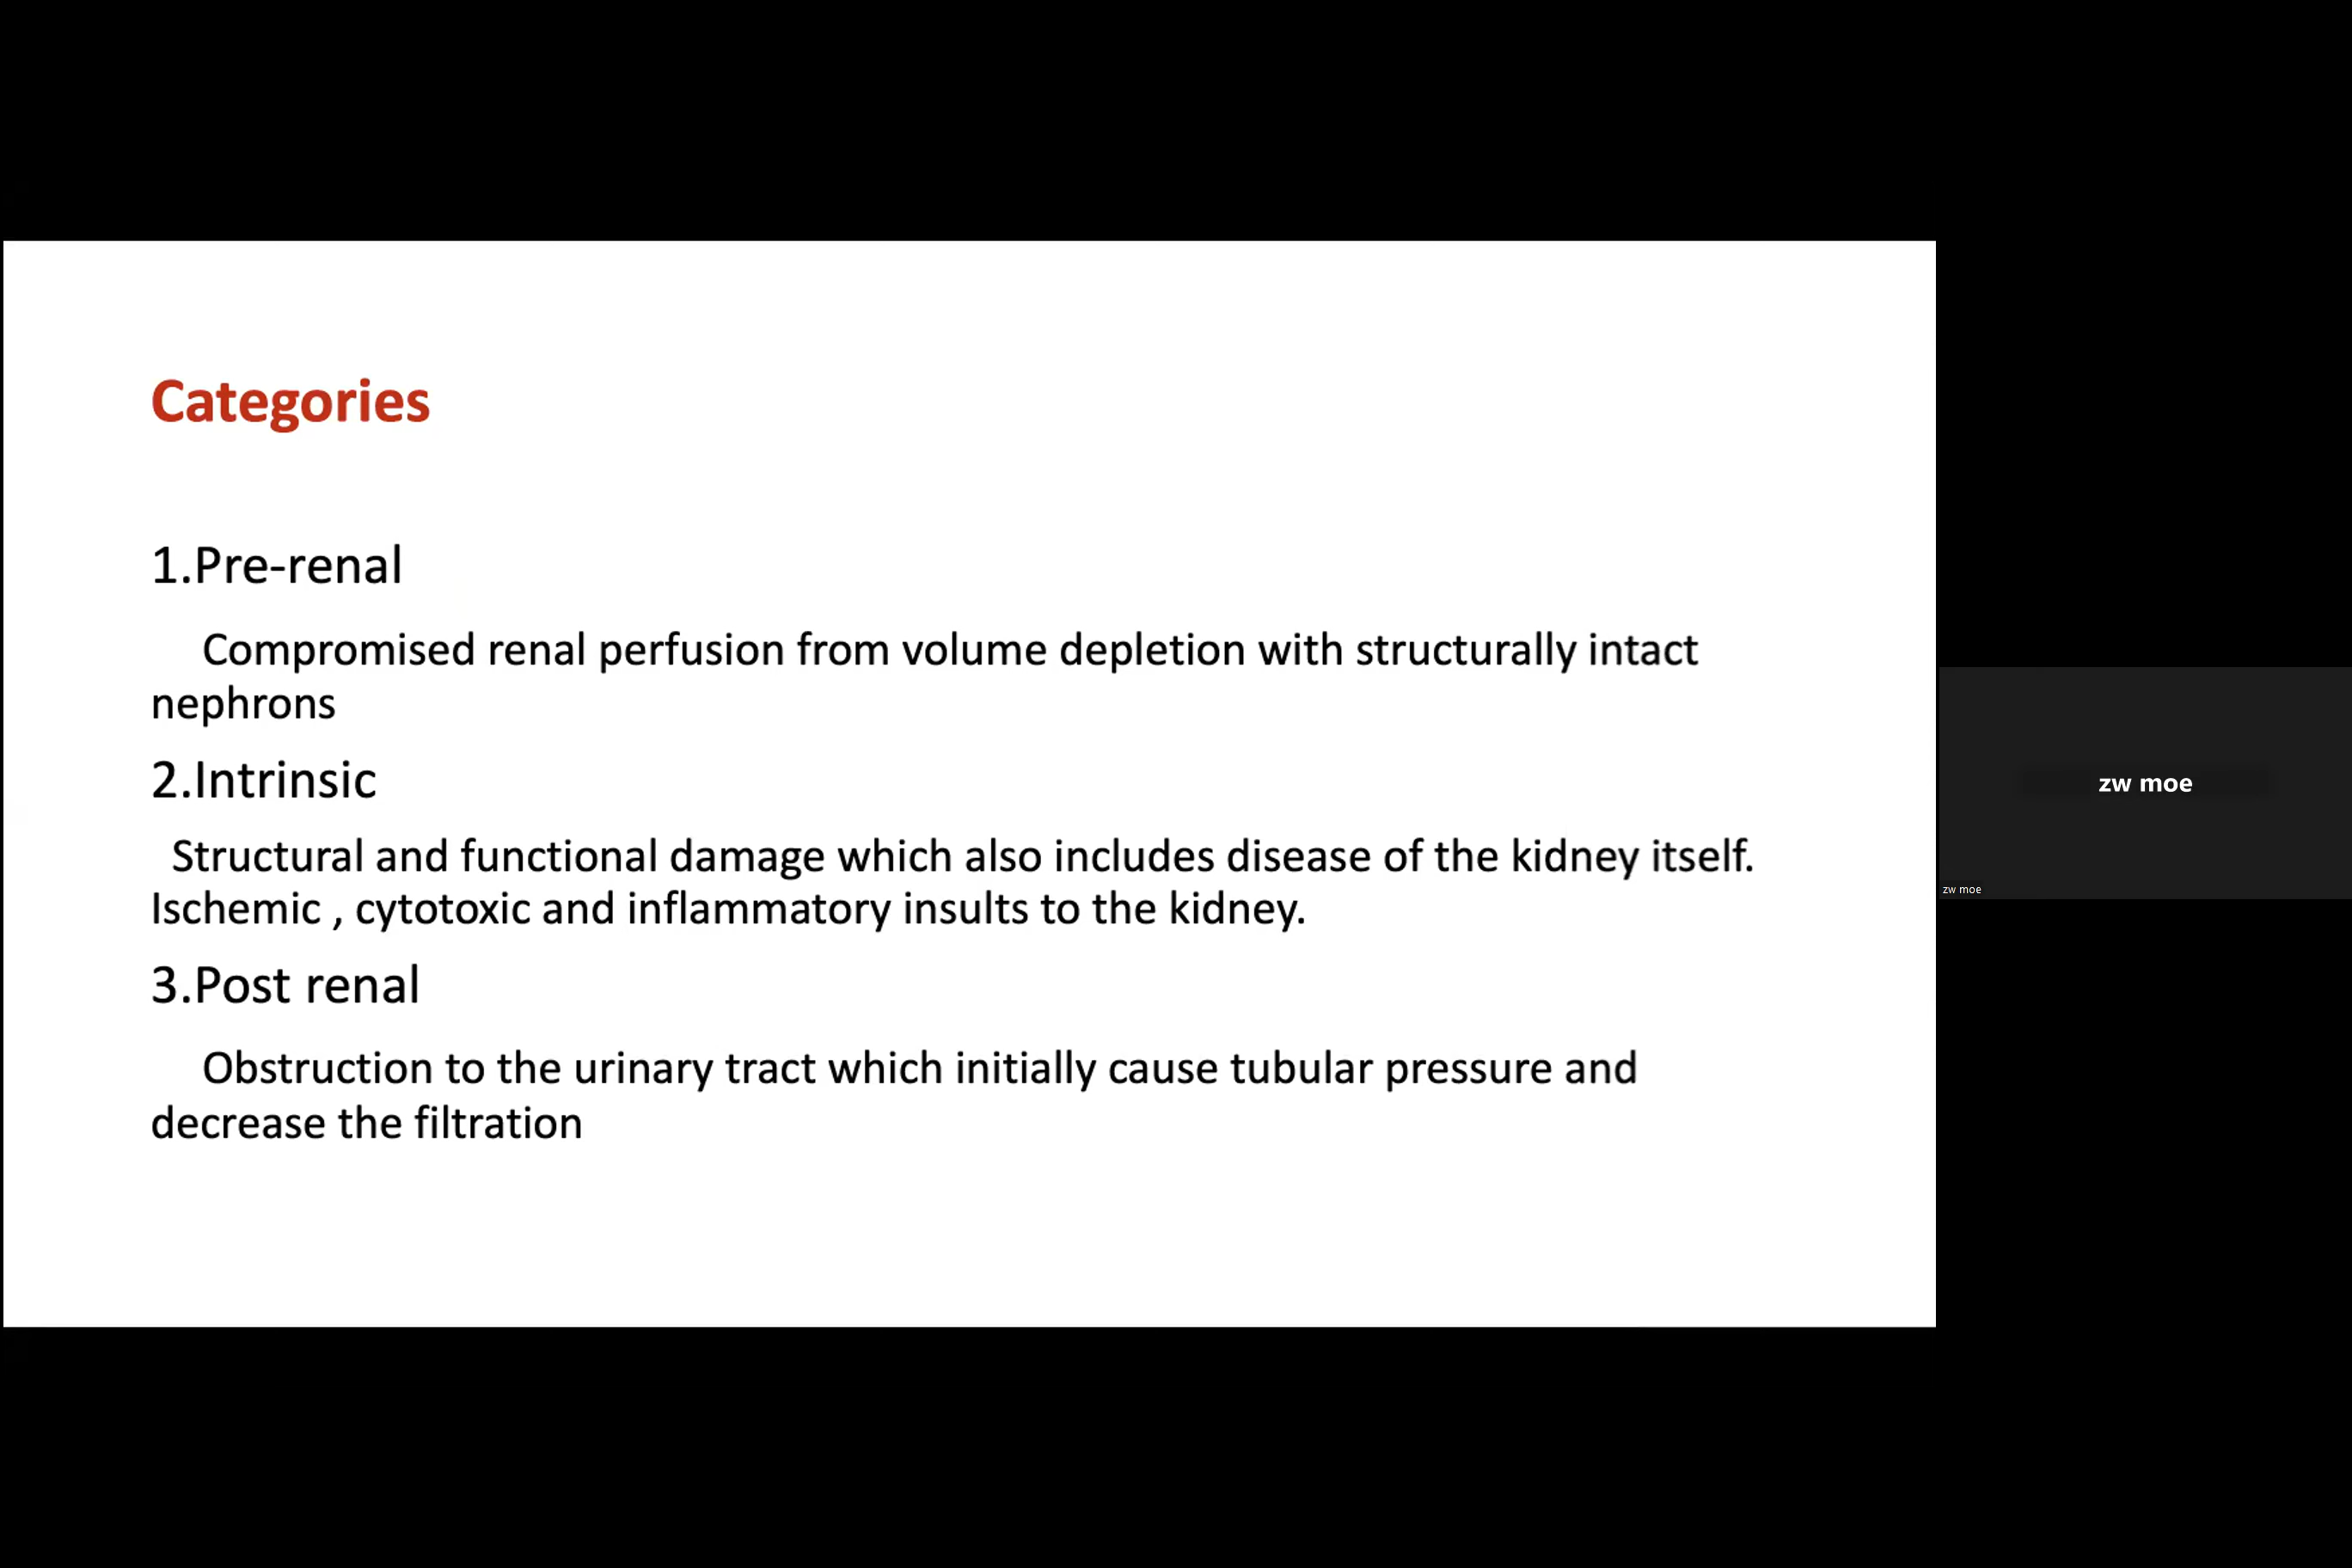 Categories
1.Pre-renal
Compromised renal perfusion from volume depletion with structurally intact
nephrons
2.Intrinsic
Structural and functional damage which also includes disease of the kidney itself.
Ischemic , cytotoxic and inflammatory insults to the kidney.
3.Post renal
Obstruction to the urinary tract which initially cause tubular pressure and
decrease the filtration
zw moe
zw moe